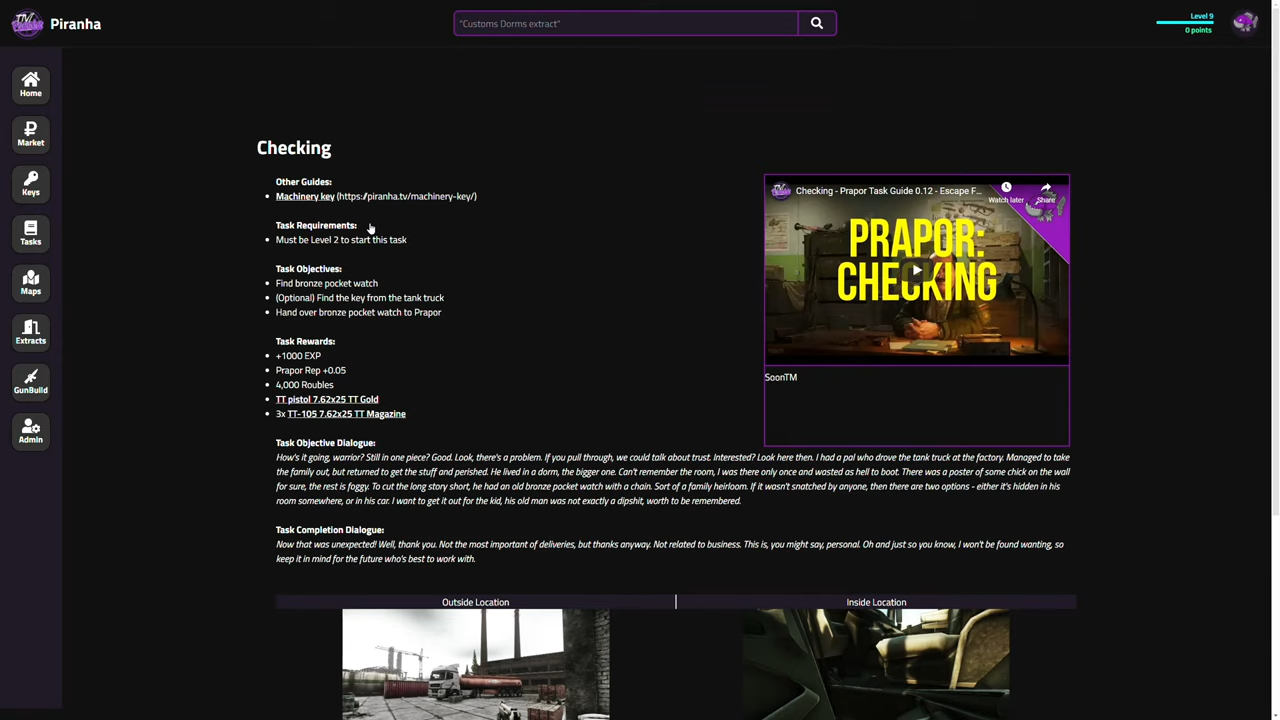 Piranha
"Customs Dorms extract"
Level 9
0 points
Home
Market
Keys
Tasks
Maps
Extracts
GunBuild
Admin
Checking
Other Guides:
Machinery key (https://piranha.tv/machinery-key/)
Task Requirements:
Must be Level 2 to start this task
Task Objectives:
Find bronze pocket watch
(Optional) Find the key from the tank truck
Hand over bronze pocket watch to Prapor
Task Rewards:
+1000 EXP
Prapor Rep +0.05
4,000 Roubles
TT pistol 7.62x25 TT Gold
3x TT-105 7.62x25 TT Magazine
Checking - Prapor Task Guide 0.12 - Escape F...
Watch later
Share
PRAPOR:
CHECKING
SoonTM
Task Objective Dialogue:
How's it going, warrior? Still in one piece? Good. Look, there's a problem. If you pull through, we could talk about trust. Interested? Look here then. I had a pal who drove the tank truck at the factory. Managed to
take the family out, but returned to get the stuff and perished. He lived in a dorm, the bigger one. Can't remember the room, I was there only once and wasted as hell to boot. There was a poster of some chick on the wall
for sure, the rest is foggy. To cut the long story short, he had an old bronze pocket watch with a chain. Sort of a family heirloom. If it wasn't snatched by anyone, then there are two options - either it's hidden in his
room somewhere, or in his car. I want to get it out for the kid, his old man was not exactly a dipshit, worth to be remembered.
Task Completion Dialogue:
Now that was unexpected! Well, thank you. Not the most important of deliveries, but thanks anyway. Not related to business. This is, you might say, personal. Oh and just so you know, I won't be found wanting, so
keep it in mind for the future who's best to work with.
Outside Location
Inside Location